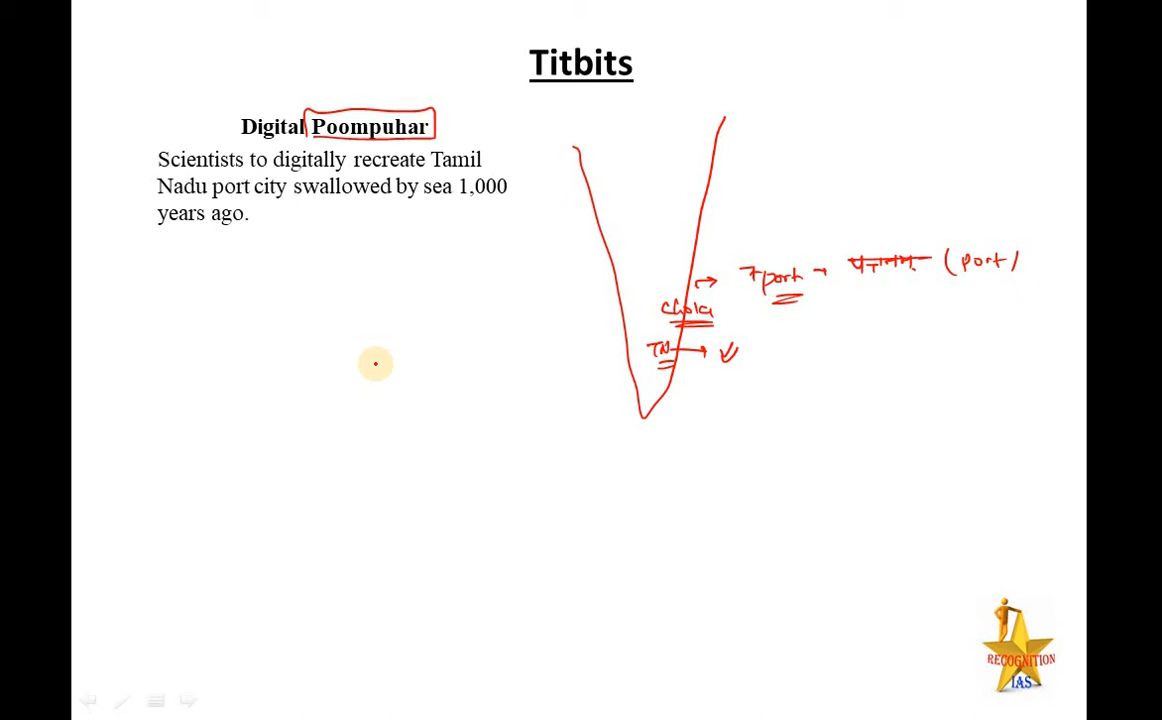 Titbits
Digital Poompuhar
Scientists to digitally recreate Tamil
Nadu port city swallowed by sea 1,000
years ago.
port → (port)
chola
TN →
RECOGNITION
IAS